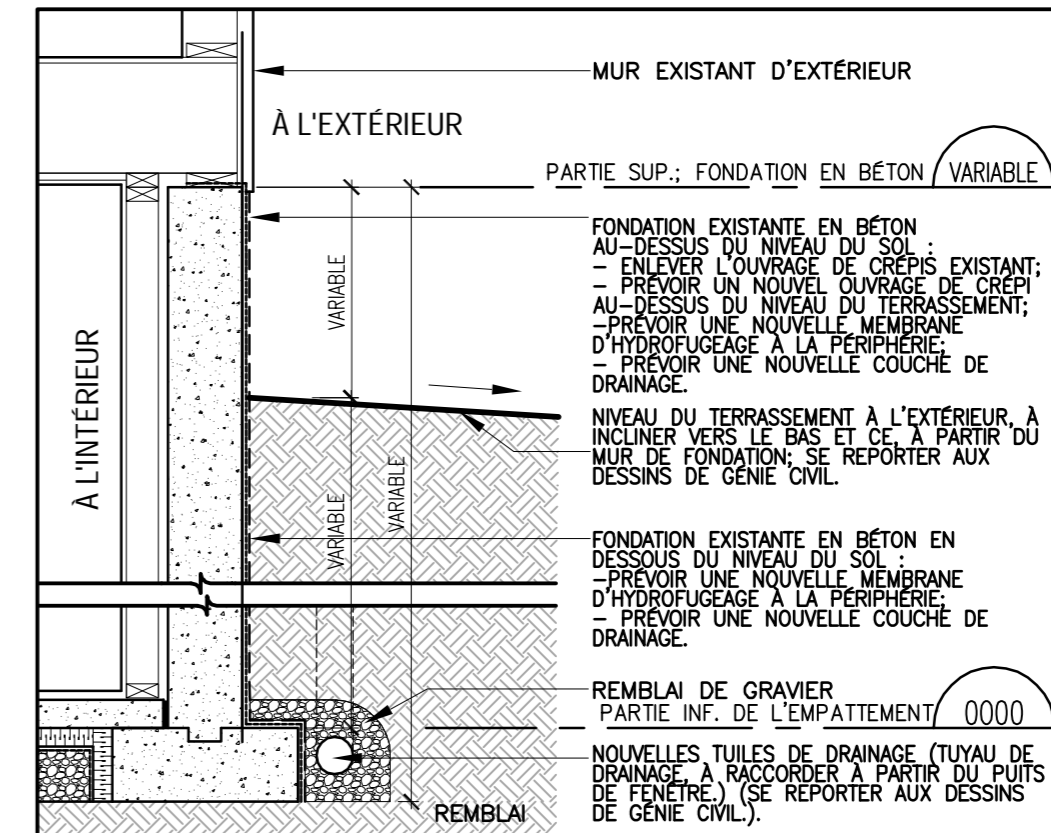 MUR EXISTANT D'EXTÉRIEUR
À L'EXTÉRIEUR
PARTIE SUP.; FONDATION EN BÉTON
VARIABLE
FONDATION EXISTANTE EN BÉTON
AU-DESSUS DU NIVEAU DU SOL :
- ENLEVER L'OUVRAGE DE CRÉPIS EXISTANT;
- PRÉVOIR UN NOUVEL OUVRAGE DE CRÉPI
AU-DESSUS DU NIVEAU DU TERRASSEMENT;
-PRÉVOIR UNE NOUVELLE MEMBRANE
D'HYDROFUGEAGE À LA PÉRIPHÉRIE;
- PRÉVOIR UNE NOUVELLE COUCHE DE
DRAINAGE.
VARIABLE
À L'INTÉRIEUR
NIVEAU DU TERRASSEMENT À L'EXTÉRIEUR, À
INCLINER VERS LE BAS ET CE, À PARTIR DU
MUR DE FONDATION; SE REPORTER AUX
DESSINS DE GÉNIE CIVIL.
VARIABLE
VARIABLE
FONDATION EXISTANTE EN BÉTON EN
DESSOUS DU NIVEAU DU SOL :
-PRÉVOIR UNE NOUVELLE MEMBRANE
D'HYDROFUGEAGE À LA PÉRIPHÉRIE;
- PRÉVOIR UNE NOUVELLE COUCHE DE
DRAINAGE.
REMBLAI DE GRAVIER
PARTIE INF. DE L'EMPATTEMENT
0000
NOUVELLES TUILES DE DRAINAGE (TUYAU DE
DRAINAGE, À RACCORDER À PARTIR DU PUITS
DE FENÊTRE.) (SE REPORTER AUX DESSINS
DE GÉNIE CIVIL.).
REMBLAI